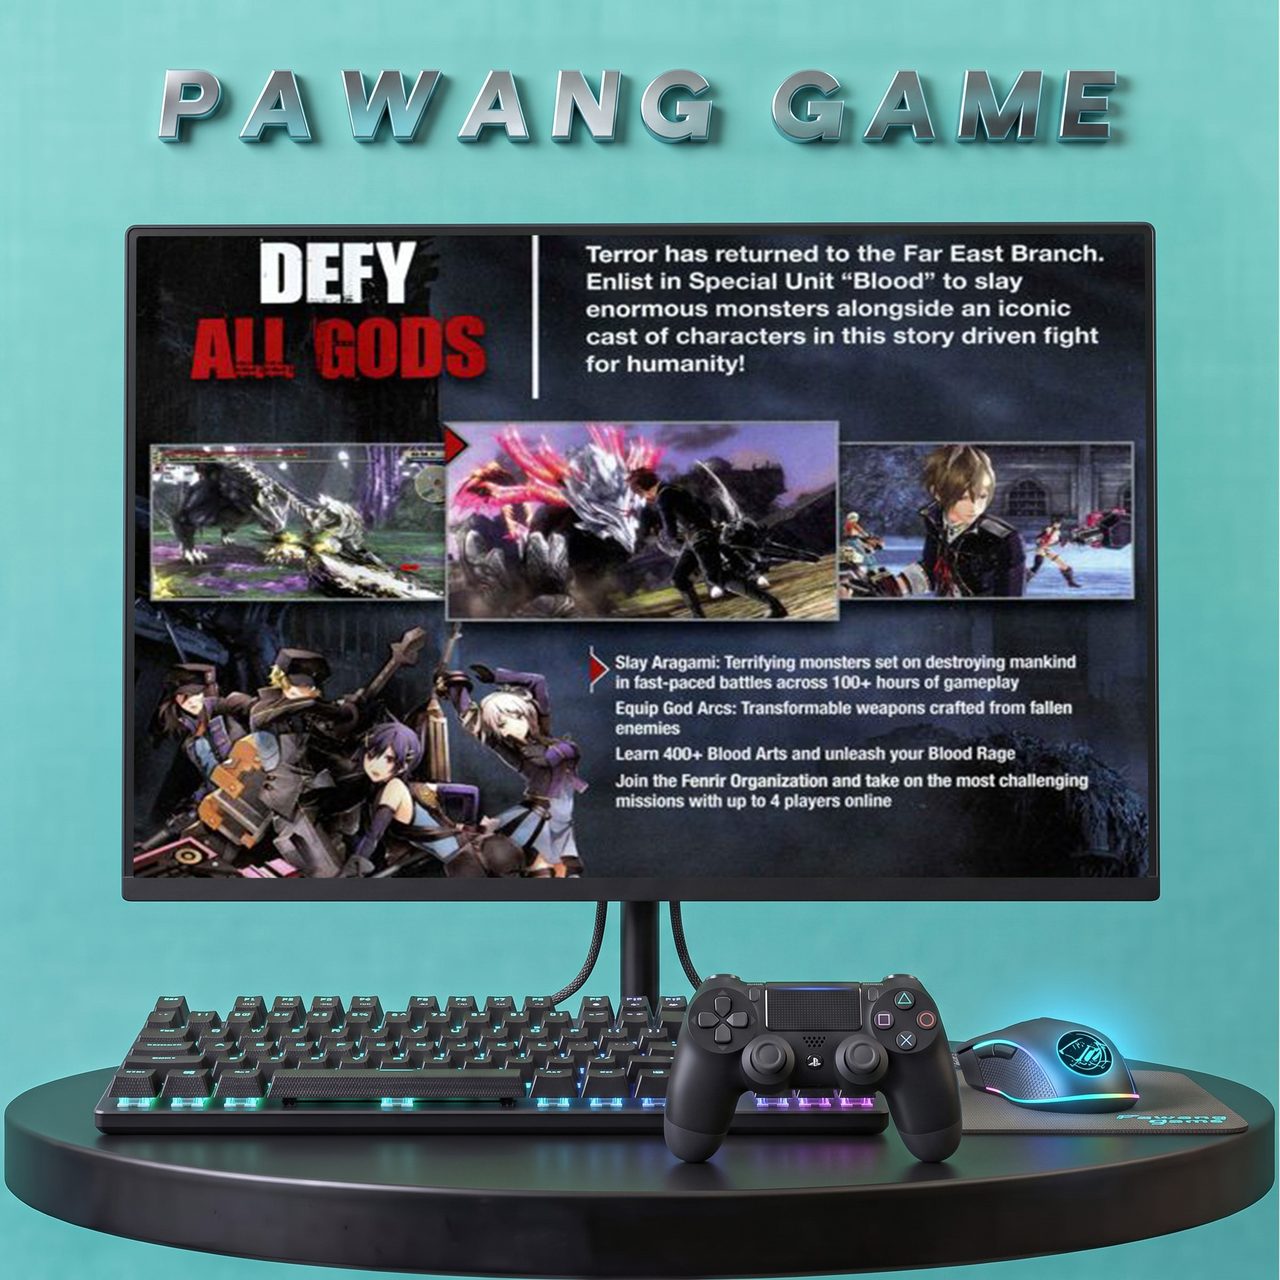 PAWANG GAME
DEFY
ALL GODS
Terror has returned to the Far East Branch.
Enlist in Special Unit “Blood” to slay
enormous monsters alongside an iconic
cast of characters in this story driven fight
for humanity!
Slay Aragami: Terrifying monsters set on destroying mankind
in fast-paced battles across 100+ hours of gameplay
Equip God Arcs: Transformable weapons crafted from fallen
enemies
Learn 400+ Blood Arts and unleash your Blood Rage
Join the Fenrir Organization and take on the most challenging
missions with up to 4 players online
Pawang
game